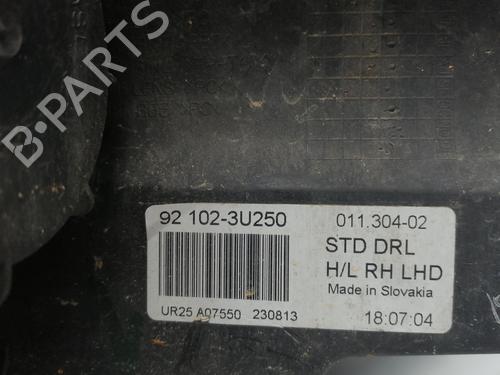 92 102-3U250
011.304-02
STD DRL
H/L RH LHD
Made in Slovakia
UR25 A07550 230813
18:07:04
B-PARTS